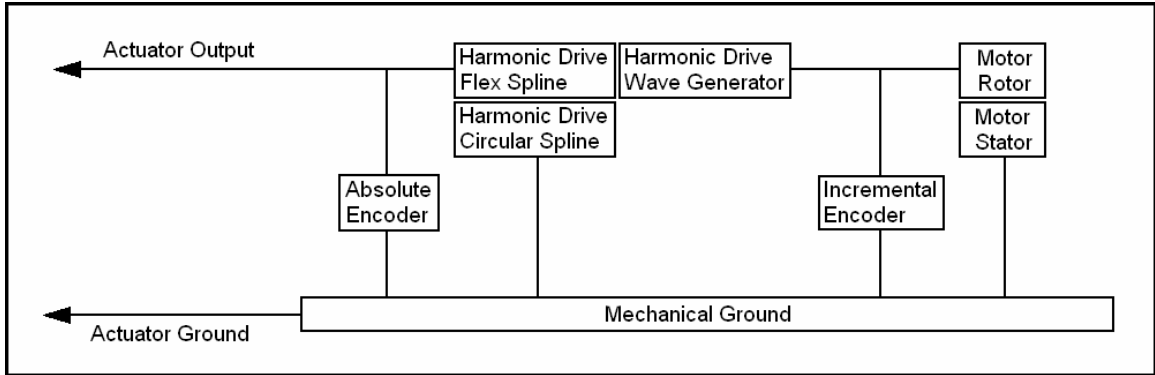 Actuator Output
Harmonic Drive
Flex Spline
Harmonic Drive
Wave Generator
Motor
Rotor
Harmonic Drive
Circular Spline
Motor
Stator
Absolute
Encoder
Incremental
Encoder
Mechanical Ground
Actuator Ground